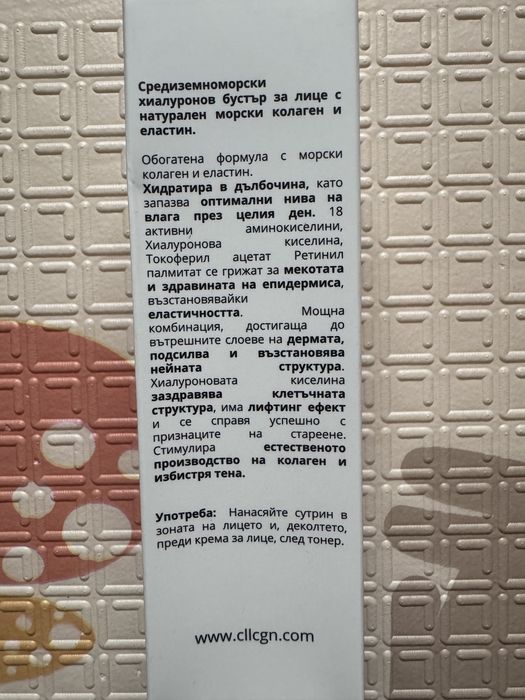 Средиземноморски
хиалуронов бустър за лице с
натурален морски колаген и
еластин.
Обогатена формула с морски
колаген и еластин.
Хидратира в дълбочина, като
запазва оптимални нива на
влага през целия ден. 18
активни аминокиселини,
Хиалуронова киселина,
Токоферил ацетат Ретинил
палмитат се грижат за мекотата
и здравината на епидермиса,
възстановявайки
еластичността. Мощна
комбинация, достигаща до
вътрешните слоеве на дермата,
подсилва и възстановява
нейната структура.
Хиалуроновата киселина
заздравява клетъчната
структура, има лифтинг ефект
и се справя успешно с
признаците на стареене.
Стимулира естественото
производство на колаген и
избистря тена.
Употреба: Нанасяйте сутрин в
зоната на лицето и, деколтето,
преди крема за лице, след тонер.
www.cllcgn.com